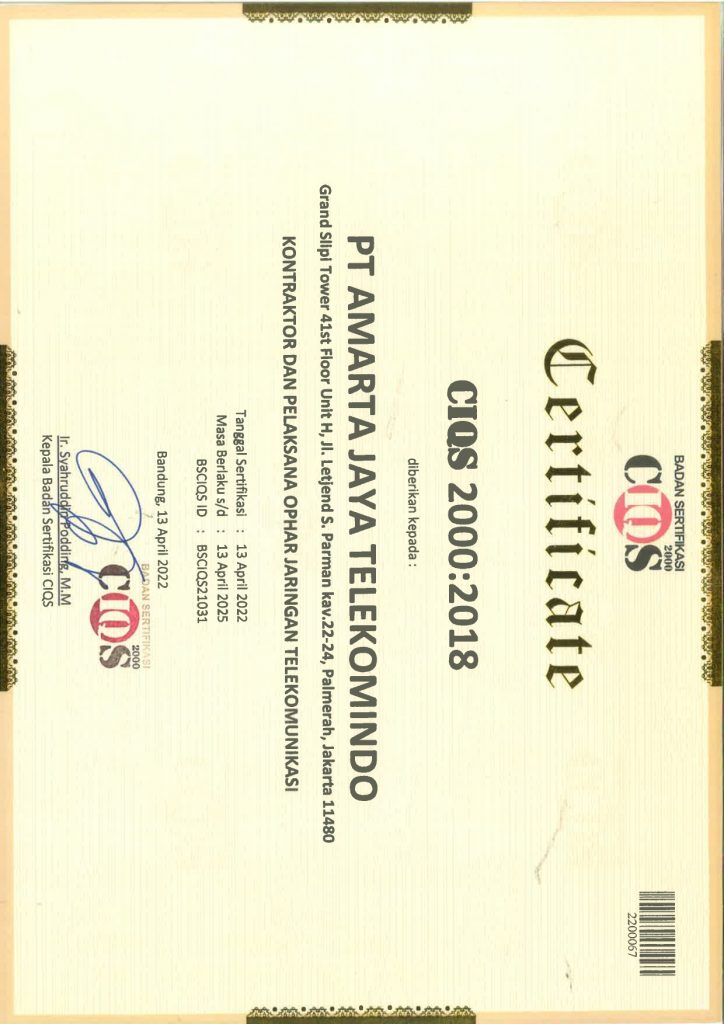 BADAN SERTIFIKASI
CIQS
2000
2200067
Certificate
CIQS 2000:2018
diberikan kepada :
PT AMARTA JAYA TELEKOMINDO
Grand Slipi Tower 41st Floor Unit H, Jl. Letjend S. Parman kav.22-24, Palmerah, Jakarta 11480
KONTRAKTOR DAN PELAKSANA OPHAR JARINGAN TELEKOMUNIKASI
Tanggal Sertifikasi : 13 April 2022
Masa Berlaku s/d : 13 April 2025
BSCIQS ID : BSCIQS21031
Bandung, 13 April 2022
BADAN SERTIFIKASI
CIQS
2000
Ir. Syahruddin Podding, M.M
Kepala Badan Sertifikasi CIQS